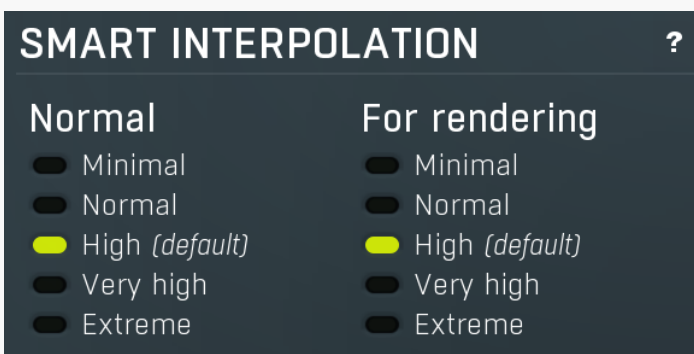 SMART INTERPOLATION ?
Normal
Minimal
Normal
High (default)
Very high
Extreme
For rendering
Minimal
Normal
High (default)
Very high
Extreme